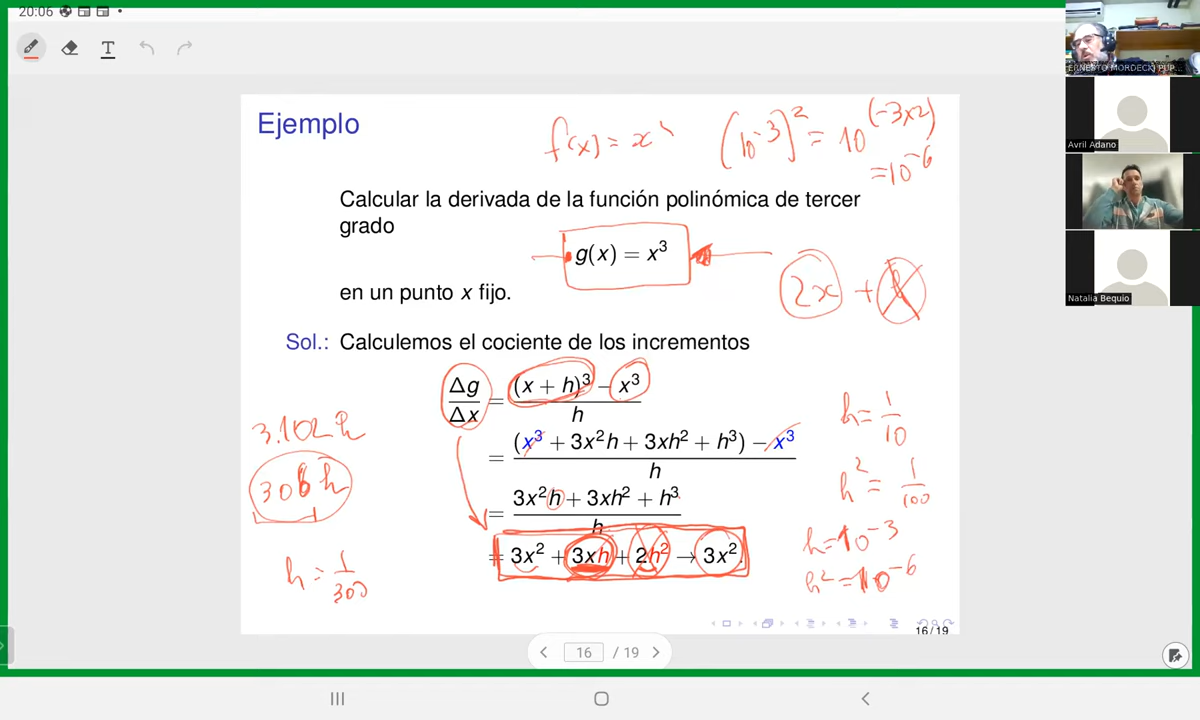 20:06
T
Ejemplo
f(x) = x
(10⁻³)² = 10^(-3x2)
= 10⁻⁶
Calcular la derivada de la función polinómica de tercer
grado
g(x) = x³
2x +
en un punto x fijo.
Sol.: Calculemos el cociente de los incrementos
Δg/Δx = ((x + h)³ − x³)/h
= ((x³ + 3x²h + 3xh² + h³) − x³)/h
= (3x²h + 3xh² + h³)/h
= 3x² + 3xh + 2h² → 3x².
3.102 h
306 h
h = 1/300
h = 1/10
h² = 1/100
h = 10⁻³
h² = 10⁻⁶
16/19
16 / 19
ERNESTO MORDECKI PUP...
Avril Adano
Natalia Bequio